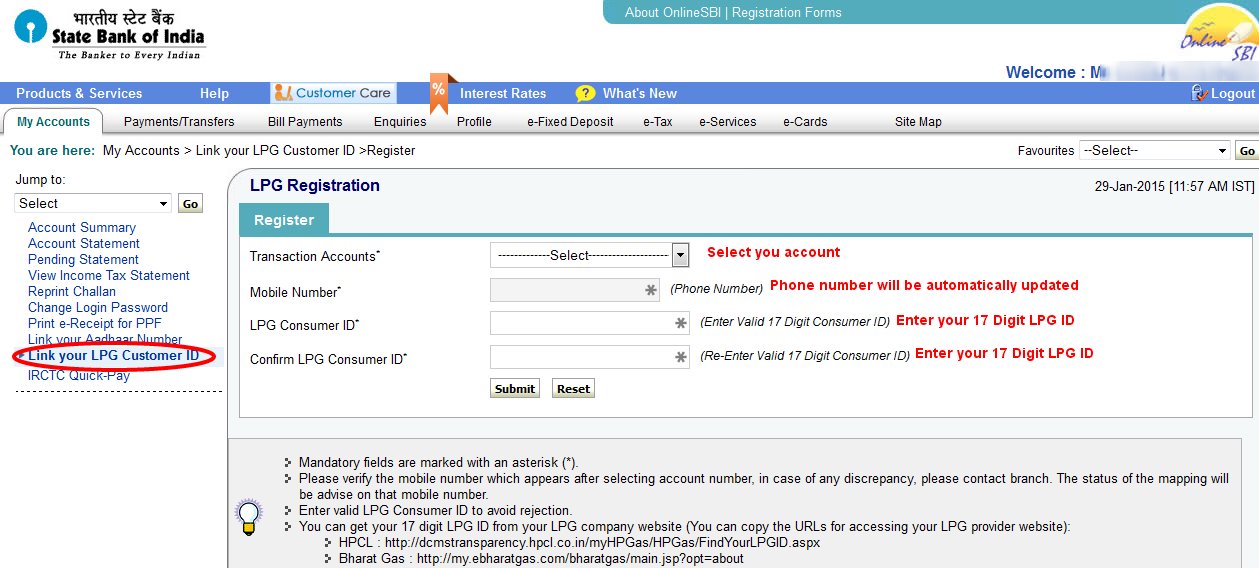 भारतीय स्टेट बैंक
State Bank of India
The Banker to Every Indian
About OnlineSBI | Registration Forms
Online SBI
Welcome : M
Products & Services Help Customer Care % Interest Rates ? What's New Logout
My Accounts Payments/Transfers Bill Payments Enquiries Profile e-Fixed Deposit e-Tax e-Services e-Cards Site Map
You are here: My Accounts > Link your LPG Customer ID >Register Favourites --Select-- Go
Jump to:
Select Go
Account Summary
Account Statement
Pending Statement
View Income Tax Statement
Reprint Challan
Change Login Password
Print e-Receipt for PPF
Link your Aadhaar Number
Link your LPG Customer ID
IRCTC Quick-Pay
LPG Registration 29-Jan-2015 [11:57 AM IST]
Register
Transaction Accounts* -------------Select-------------------- Select you account
Mobile Number* (Phone Number) Phone number will be automatically updated
LPG Consumer ID* (Enter Valid 17 Digit Consumer ID) Enter your 17 Digit LPG ID
Confirm LPG Consumer ID* (Re-Enter Valid 17 Digit Consumer ID) Enter your 17 Digit LPG ID
Submit Reset
Mandatory fields are marked with an asterisk (*).
Please verify the mobile number which appears after selecting account number, in case of any discrepancy, please contact branch. The status of the mapping will
be advise on that mobile number.
Enter valid LPG Consumer ID to avoid rejection.
You can get your 17 digit LPG ID from your LPG company website (You can copy the URLs for accessing your LPG provider website):
HPCL : http://dcmstransparency.hpcl.co.in/myHPGas/HPGas/FindYourLPGID.aspx
Bharat Gas : http://my.ebharatgas.com/bharatgas/main.jsp?opt=about